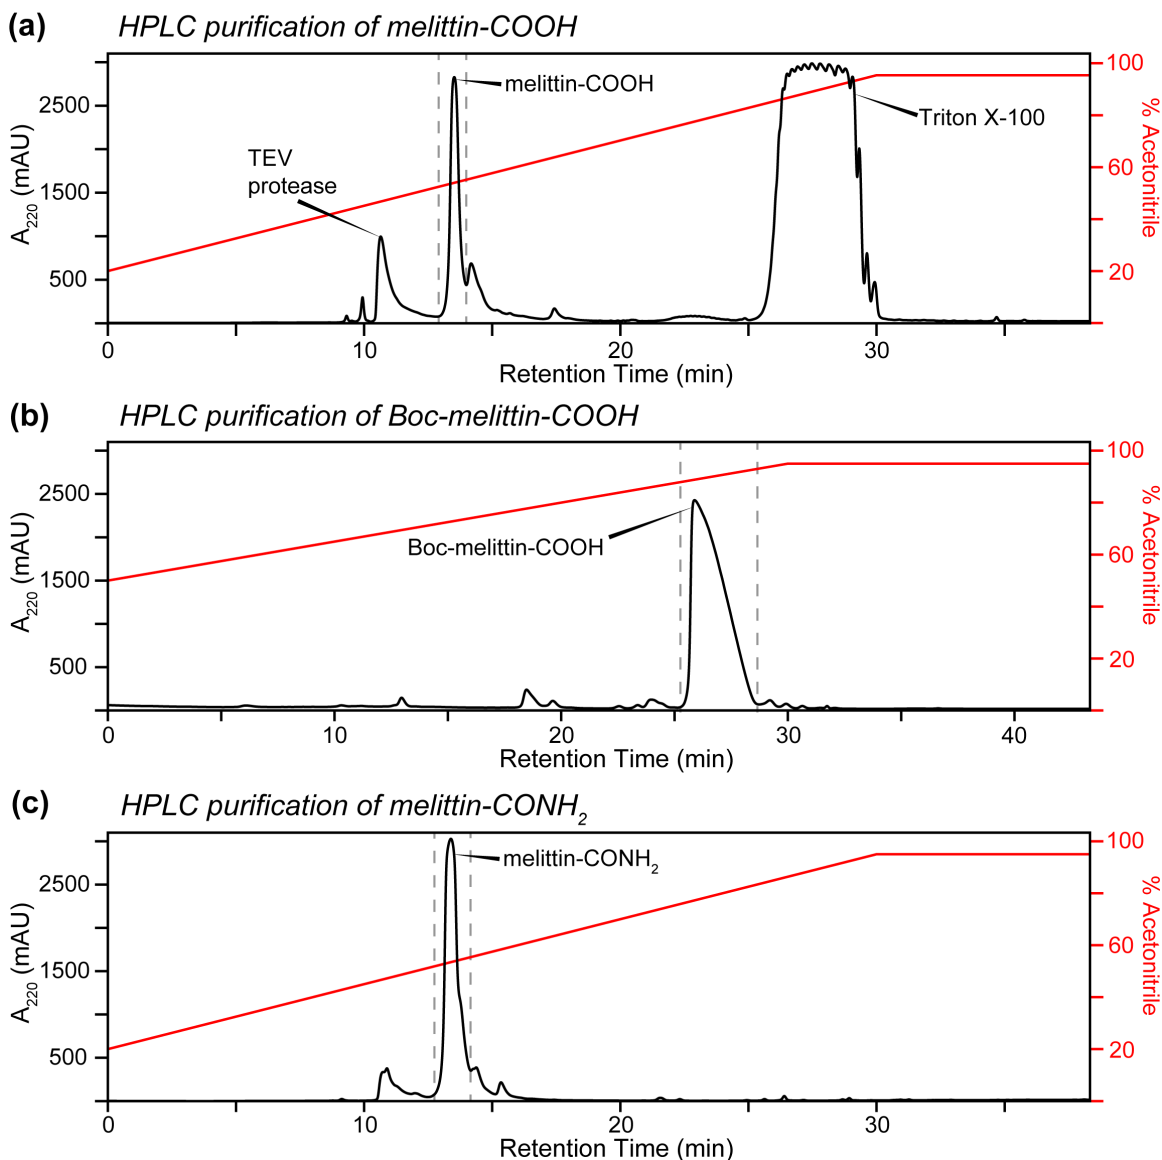 (a) HPLC purification of melittin-COOH
A220 (mAU)
2500
1500
500
TEV
protease
melittin-COOH
Triton X-100
100
60
20
% Acetonitrile
0 10 20 30
Retention Time (min)
(b) HPLC purification of Boc-melittin-COOH
A220 (mAU)
2500
1500
500
Boc-melittin-COOH
100
60
20
% Acetonitrile
0 10 20 30 40
Retention Time (min)
(c) HPLC purification of melittin-CONH2
A220 (mAU)
2500
1500
500
melittin-CONH2
100
60
20
% Acetonitrile
0 10 20 30
Retention Time (min)